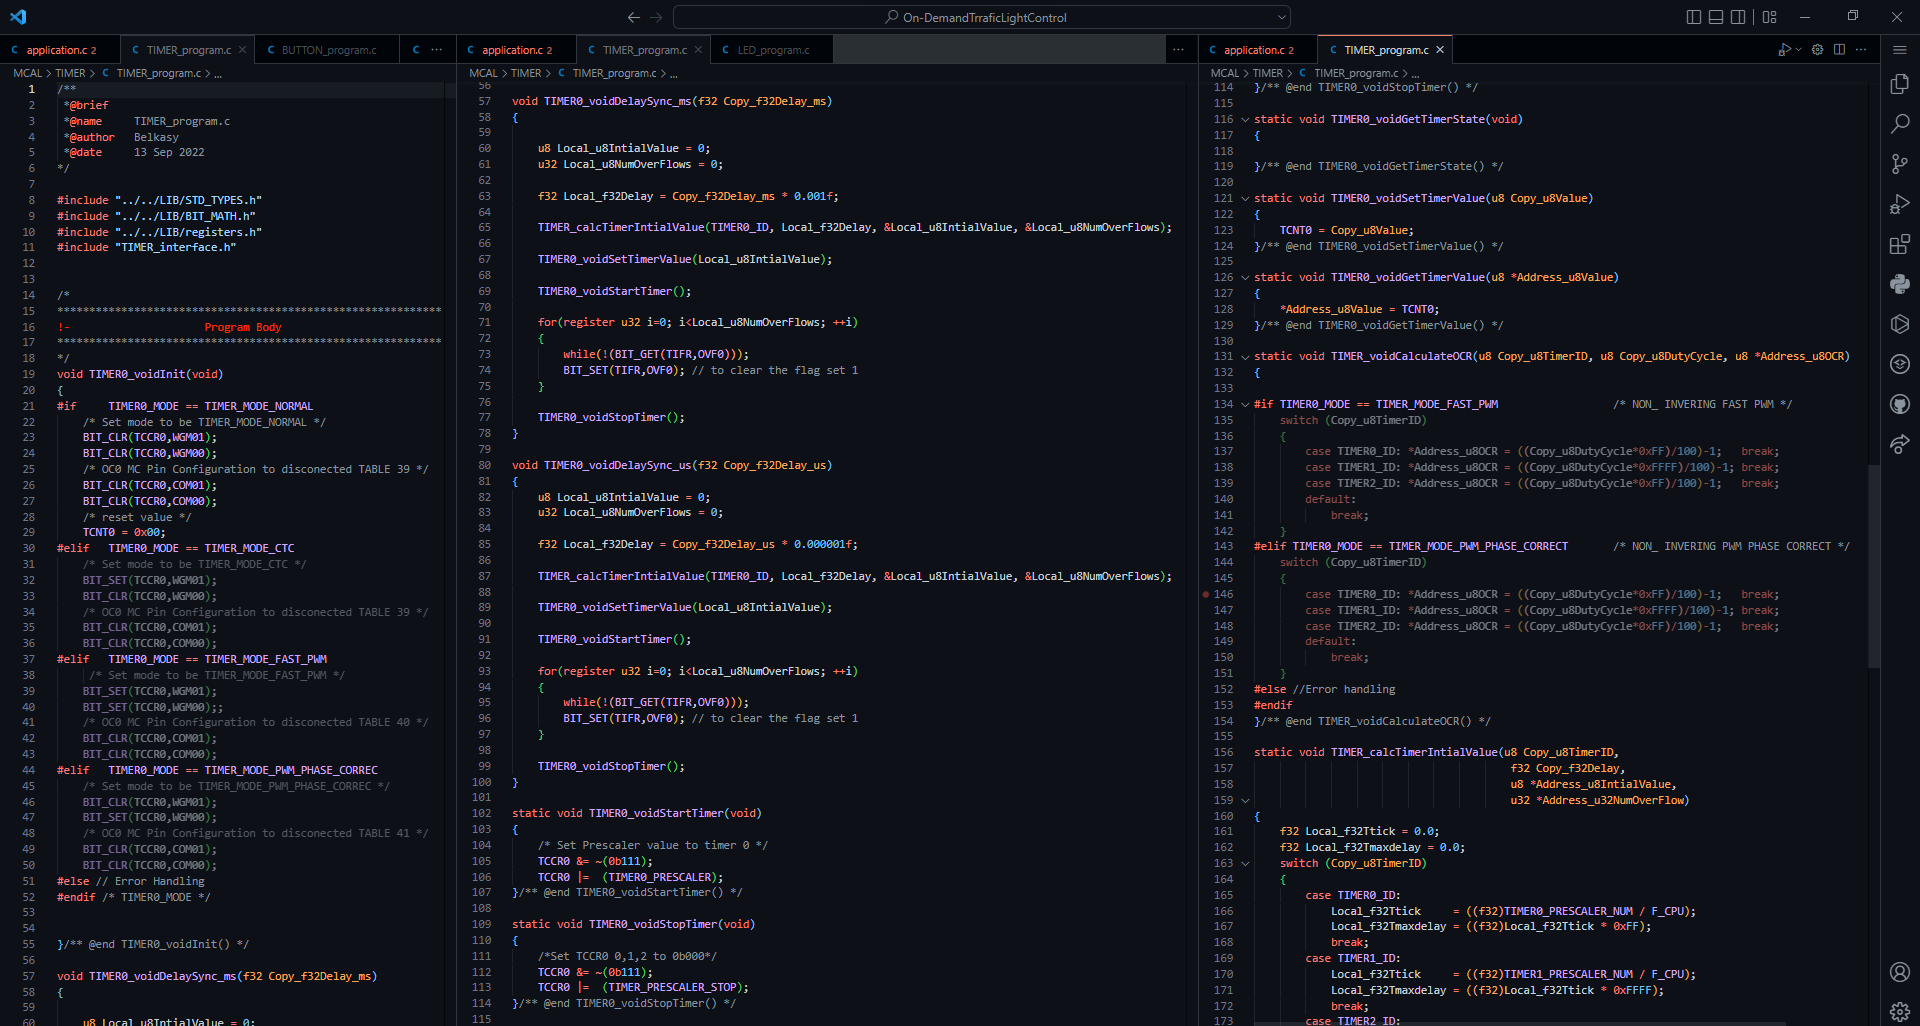 On-DemandTrraficLightControl
application.c 2
TIMER_program.c
BUTTON_program.c
application.c 2
TIMER_program.c
LED_program.c
application.c 2
TIMER_program.c
MCAL > TIMER > C TIMER_program.c > ...
1 /**
2 *@brief
3 *@name TIMER_program.c
4 *@author Belkasy
5 *@date 13 Sep 2022
6 */
7
8 #include "../../LIB/STD_TYPES.h"
9 #include "../../LIB/BIT_MATH.h"
10 #include "../../LIB/registers.h"
11 #include "TIMER_interface.h"
12
13
14 /*
15 ************************************************************
16 !- Program Body
17 ************************************************************
18 */
19 void TIMER0_voidInit(void)
20 {
21 #if TIMER0_MODE == TIMER_MODE_NORMAL
22 /* Set mode to be TIMER_MODE_NORMAL */
23 BIT_CLR(TCCR0,WGM01);
24 BIT_CLR(TCCR0,WGM00);
25 /* OC0 MC Pin Configuration to disconected TABLE 39 */
26 BIT_CLR(TCCR0,COM01);
27 BIT_CLR(TCCR0,COM00);
28 /* reset value */
29 TCNT0 = 0x00;
30 #elif TIMER0_MODE == TIMER_MODE_CTC
31 /* Set mode to be TIMER_MODE_CTC */
32 BIT_SET(TCCR0,WGM01);
33 BIT_CLR(TCCR0,WGM00);
34 /* OC0 MC Pin Configuration to disconected TABLE 39 */
35 BIT_CLR(TCCR0,COM01);
36 BIT_CLR(TCCR0,COM00);
37 #elif TIMER0_MODE == TIMER_MODE_FAST_PWM
38 /* Set mode to be TIMER_MODE_FAST_PWM */
39 BIT_SET(TCCR0,WGM01);
40 BIT_SET(TCCR0,WGM00);;
41 /* OC0 MC Pin Configuration to disconected TABLE 40 */
42 BIT_CLR(TCCR0,COM01);
43 BIT_CLR(TCCR0,COM00);
44 #elif TIMER0_MODE == TIMER_MODE_PWM_PHASE_CORREC
45 /* Set mode to be TIMER_MODE_PWM_PHASE_CORREC */
46 BIT_CLR(TCCR0,WGM01);
47 BIT_SET(TCCR0,WGM00);
48 /* OC0 MC Pin Configuration to disconected TABLE 41 */
49 BIT_CLR(TCCR0,COM01);
50 BIT_CLR(TCCR0,COM00);
51 #else // Error Handling
52 #endif /* TIMER0_MODE */
53
54
55 }/** @end TIMER0_voidInit() */
56
57 void TIMER0_voidDelaySync_ms(f32 Copy_f32Delay_ms)
58 {
59
60 u8 Local_u8IntialValue = 0;
MCAL > TIMER > C TIMER_program.c > ...
56
57 void TIMER0_voidDelaySync_ms(f32 Copy_f32Delay_ms)
58 {
59
60 u8 Local_u8IntialValue = 0;
61 u32 Local_u8NumOverFlows = 0;
62
63 f32 Local_f32Delay = Copy_f32Delay_ms * 0.001f;
64
65 TIMER_calcTimerIntialValue(TIMER0_ID, Local_f32Delay, &Local_u8IntialValue, &Local_u8NumOverFlows);
66
67 TIMER0_voidSetTimerValue(Local_u8IntialValue);
68
69 TIMER0_voidStartTimer();
70
71 for(register u32 i=0; i<Local_u8NumOverFlows; ++i)
72 {
73 while(!(BIT_GET(TIFR,OVF0)));
74 BIT_SET(TIFR,OVF0); // to clear the flag set 1
75 }
76
77 TIMER0_voidStopTimer();
78 }
79
80 void TIMER0_voidDelaySync_us(f32 Copy_f32Delay_us)
81 {
82 u8 Local_u8IntialValue = 0;
83 u32 Local_u8NumOverFlows = 0;
84
85 f32 Local_f32Delay = Copy_f32Delay_us * 0.000001f;
86
87 TIMER_calcTimerIntialValue(TIMER0_ID, Local_f32Delay, &Local_u8IntialValue, &Local_u8NumOverFlows);
88
89 TIMER0_voidSetTimerValue(Local_u8IntialValue);
90
91 TIMER0_voidStartTimer();
92
93 for(register u32 i=0; i<Local_u8NumOverFlows; ++i)
94 {
95 while(!(BIT_GET(TIFR,OVF0)));
96 BIT_SET(TIFR,OVF0); // to clear the flag set 1
97 }
98
99 TIMER0_voidStopTimer();
100 }
101
102 static void TIMER0_voidStartTimer(void)
103 {
104 /* Set Prescaler value to timer 0 */
105 TCCR0 &= ~(0b111);
106 TCCR0 |= (TIMER0_PRESCALER);
107 }/** @end TIMER0_voidStartTimer() */
108
109 static void TIMER0_voidStopTimer(void)
110 {
111 /*Set TCCR0 0,1,2 to 0b000*/
112 TCCR0 &= ~(0b111);
113 TCCR0 |= (TIMER_PRESCALER_STOP);
114 }/** @end TIMER0_voidStopTimer() */
115
MCAL > TIMER > C TIMER_program.c > ...
114 }/** @end TIMER0_voidStopTimer() */
115
116 static void TIMER0_voidGetTimerState(void)
117 {
118
119 }/** @end TIMER0_voidGetTimerState() */
120
121 static void TIMER0_voidSetTimerValue(u8 Copy_u8Value)
122 {
123 TCNT0 = Copy_u8Value;
124 }/** @end TIMER0_voidSetTimerValue() */
125
126 static void TIMER0_voidGetTimerValue(u8 *Address_u8Value)
127 {
128 *Address_u8Value = TCNT0;
129 }/** @end TIMER0_voidGetTimerValue() */
130
131 static void TIMER_voidCalculateOCR(u8 Copy_u8TimerID, u8 Copy_u8DutyCycle, u8 *Address_u8OCR)
132 {
133
134 #if TIMER0_MODE == TIMER_MODE_FAST_PWM /* NON_ INVERING FAST PWM */
135 switch (Copy_u8TimerID)
136 {
137 case TIMER0_ID: *Address_u8OCR = ((Copy_u8DutyCycle*0xFF)/100)-1; break;
138 case TIMER1_ID: *Address_u8OCR = ((Copy_u8DutyCycle*0xFFFF)/100)-1; break;
139 case TIMER2_ID: *Address_u8OCR = ((Copy_u8DutyCycle*0xFF)/100)-1; break;
140 default:
141 break;
142 }
143 #elif TIMER0_MODE == TIMER_MODE_PWM_PHASE_CORRECT /* NON_ INVERING PWM PHASE CORRECT */
144 switch (Copy_u8TimerID)
145 {
146 case TIMER0_ID: *Address_u8OCR = ((Copy_u8DutyCycle*0xFF)/100)-1; break;
147 case TIMER1_ID: *Address_u8OCR = ((Copy_u8DutyCycle*0xFFFF)/100)-1; break;
148 case TIMER2_ID: *Address_u8OCR = ((Copy_u8DutyCycle*0xFF)/100)-1; break;
149 default:
150 break;
151 }
152 #else //Error handling
153 #endif
154 }/** @end TIMER_voidCalculateOCR() */
155
156 static void TIMER_calcTimerIntialValue(u8 Copy_u8TimerID,
157 f32 Copy_f32Delay,
158 u8 *Address_u8IntialValue,
159 u32 *Address_u32NumOverFlow)
160 {
161 f32 Local_f32Ttick = 0.0;
162 f32 Local_f32Tmaxdelay = 0.0;
163 switch (Copy_u8TimerID)
164 {
165 case TIMER0_ID:
166 Local_f32Ttick = ((f32)TIMER0_PRESCALER_NUM / F_CPU);
167 Local_f32Tmaxdelay = ((f32)Local_f32Ttick * 0xFF);
168 break;
169 case TIMER1_ID:
170 Local_f32Ttick = ((f32)TIMER1_PRESCALER_NUM / F_CPU);
171 Local_f32Tmaxdelay = ((f32)Local_f32Ttick * 0xFFFF);
172 break;
173 case TIMER2_ID: